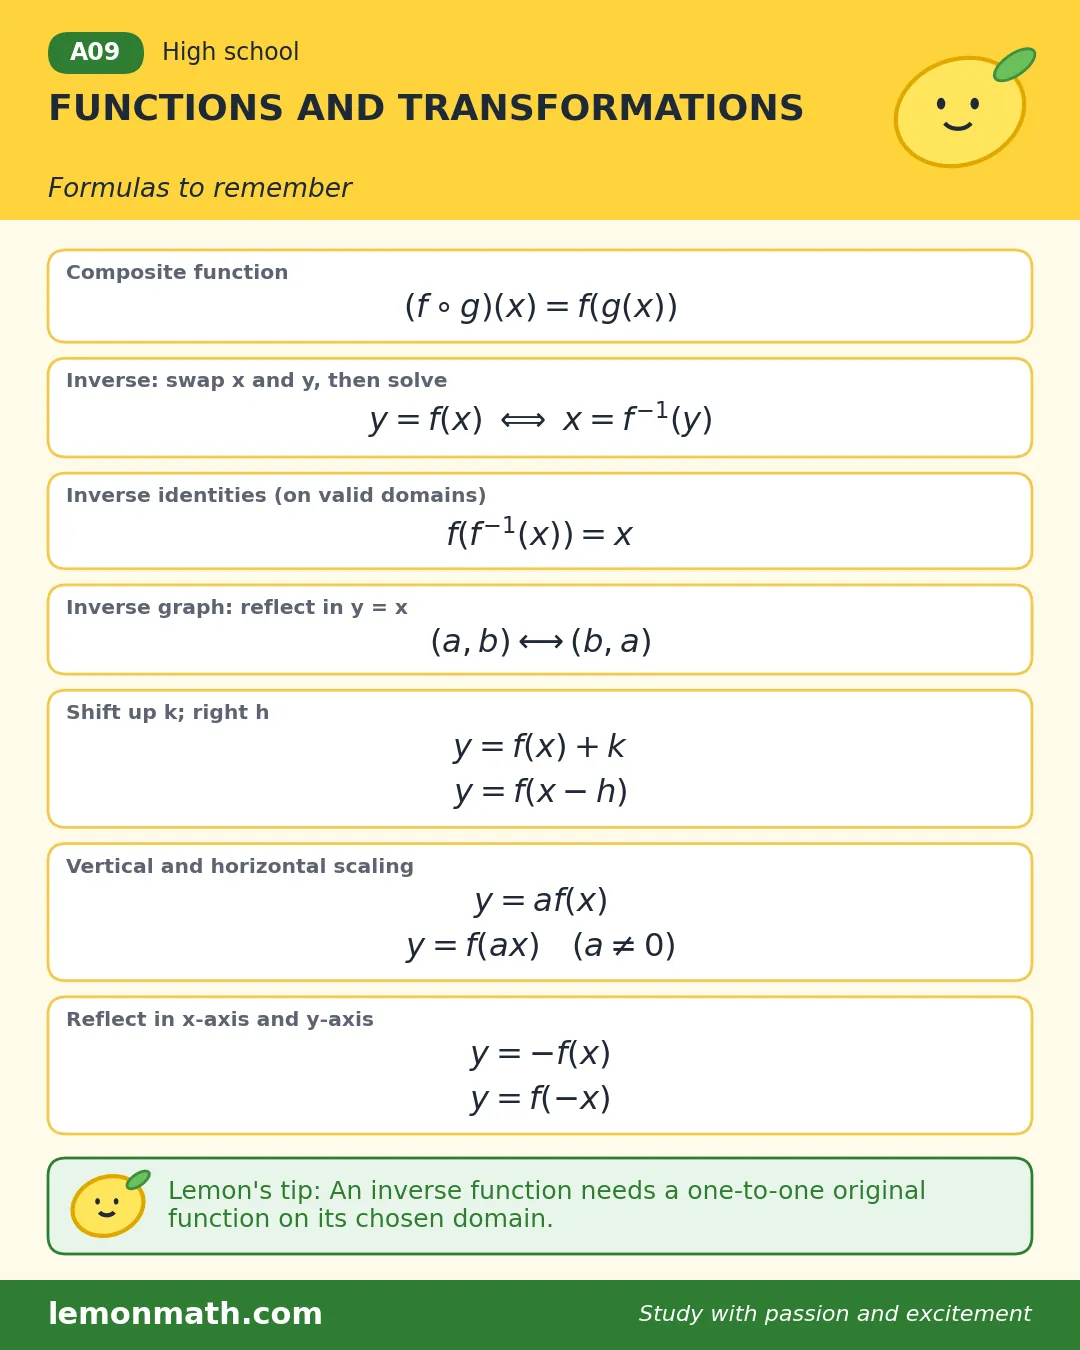 A09 High school
FUNCTIONS AND TRANSFORMATIONS
Formulas to remember
Composite function
(f ∘ g)(x) = f(g(x))
Inverse: swap x and y, then solve
y = f(x) ⟺ x = f⁻¹(y)
Inverse identities (on valid domains)
f(f⁻¹(x)) = x
Inverse graph: reflect in y = x
(a, b) ⟷ (b, a)
Shift up k; right h
y = f(x) + k
y = f(x − h)
Vertical and horizontal scaling
y = af(x)
y = f(ax) (a ≠ 0)
Reflect in x-axis and y-axis
y = −f(x)
y = f(−x)
Lemon's tip: An inverse function needs a one-to-one original
function on its chosen domain.
lemonmath.com
Study with passion and excitement